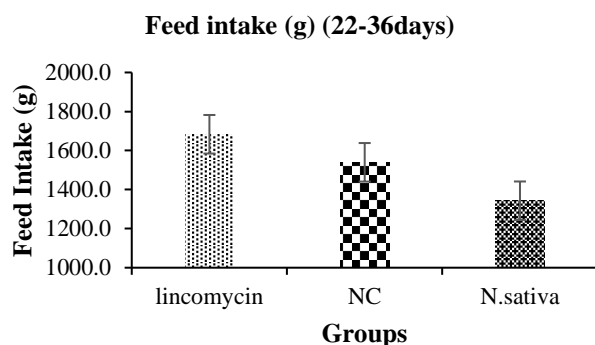 Feed intake (g) (22-36days)
Feed Intake (g)
2000.0
1800.0
1600.0
1400.0
1200.0
1000.0
lincomycin NC N.sativa
Groups